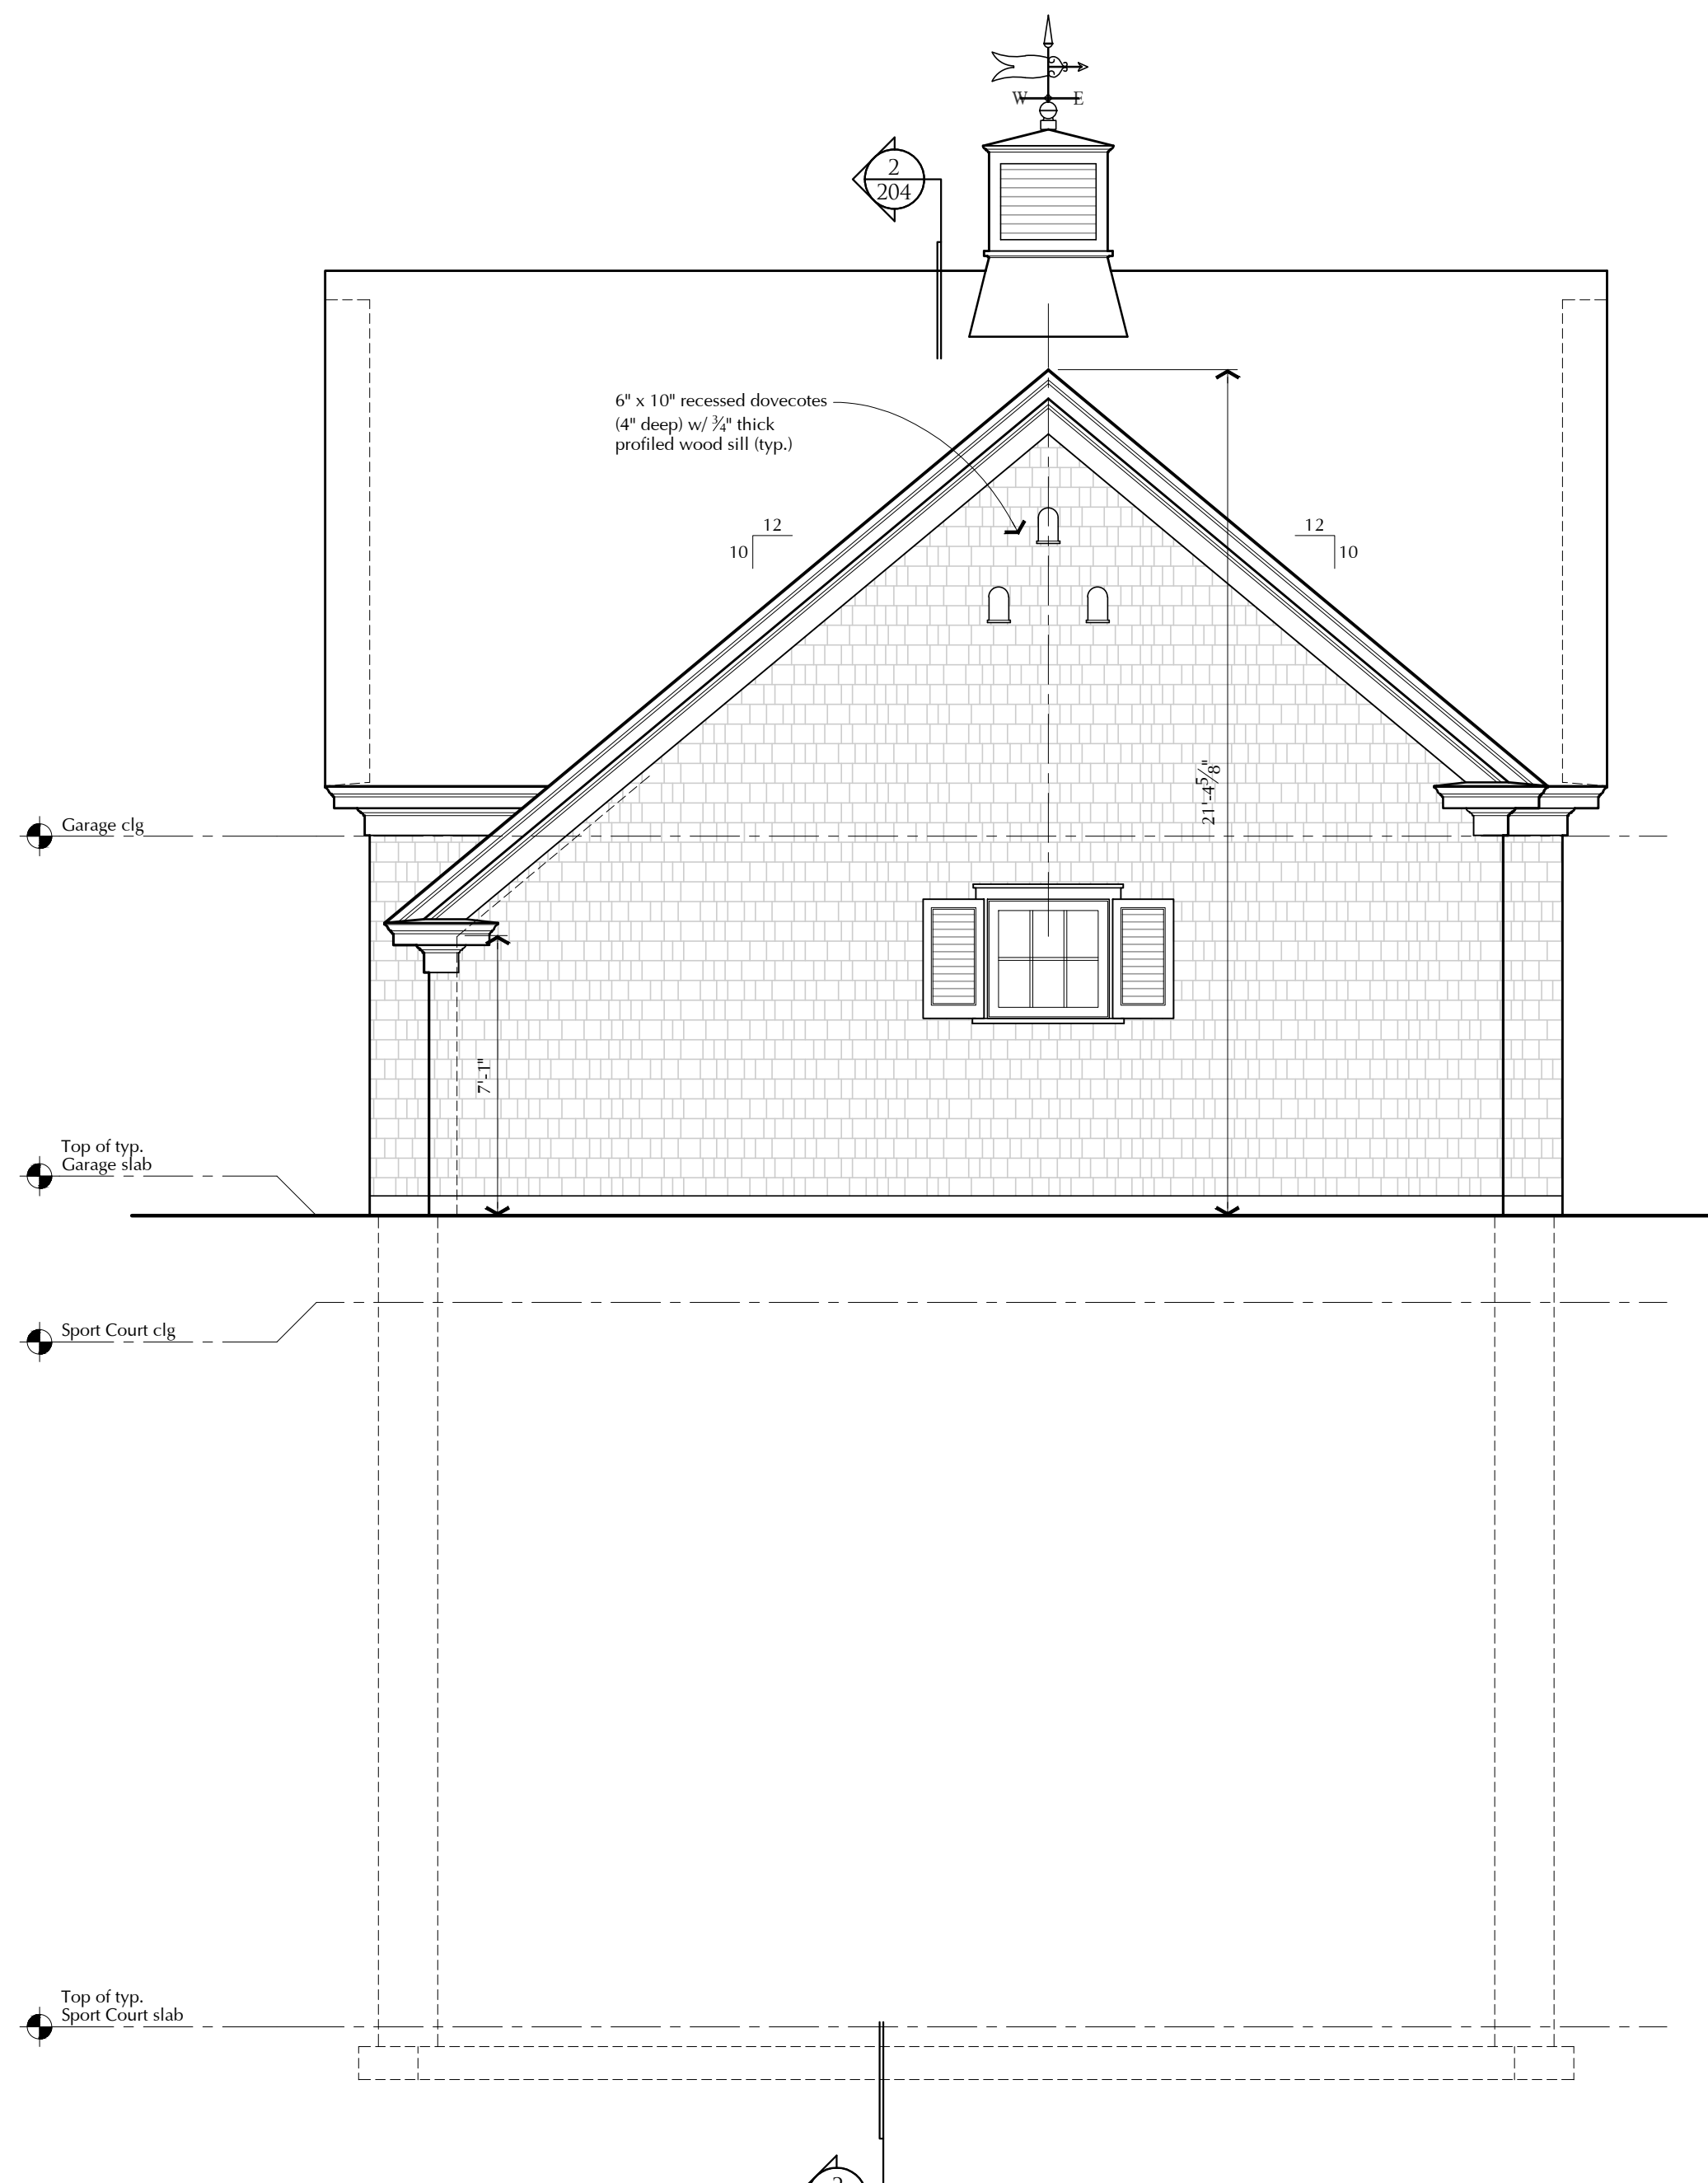 W E
2
204
6" x 10" recessed dovecotes
(4" deep) w/ ¾" thick
profiled wood sill (typ.)
12
10
12
10
21'-4⅝"
Garage clg
7'-1"
Top of typ.
Garage slab
Sport Court clg
Top of typ.
Sport Court slab